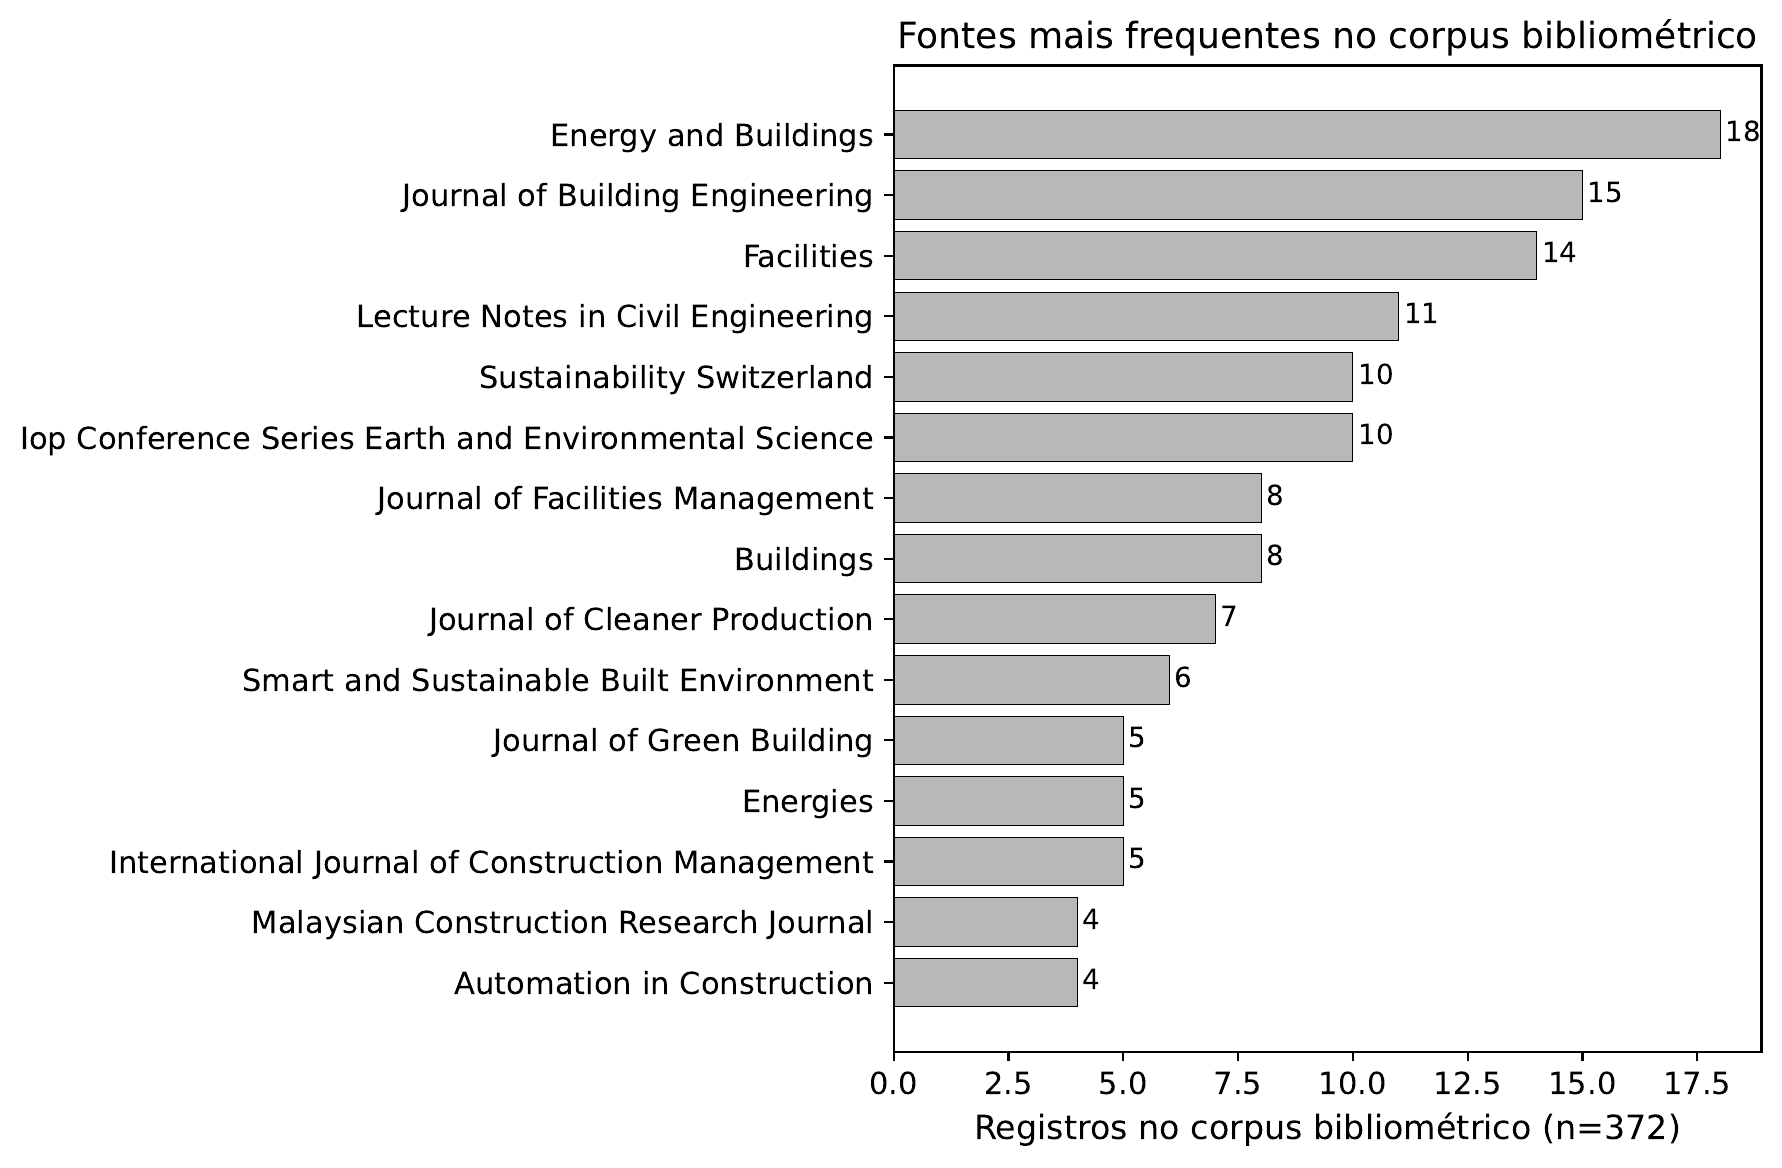 Fontes mais frequentes no corpus bibliométrico
Energy and Buildings 18
Journal of Building Engineering 15
Facilities 14
Lecture Notes in Civil Engineering 11
Sustainability Switzerland 10
Iop Conference Series Earth and Environmental Science 10
Journal of Facilities Management 8
Buildings 8
Journal of Cleaner Production 7
Smart and Sustainable Built Environment 6
Journal of Green Building 5
Energies 5
International Journal of Construction Management 5
Malaysian Construction Research Journal 4
Automation in Construction 4
0.0 2.5 5.0 7.5 10.0 12.5 15.0 17.5
Registros no corpus bibliométrico (n=372)